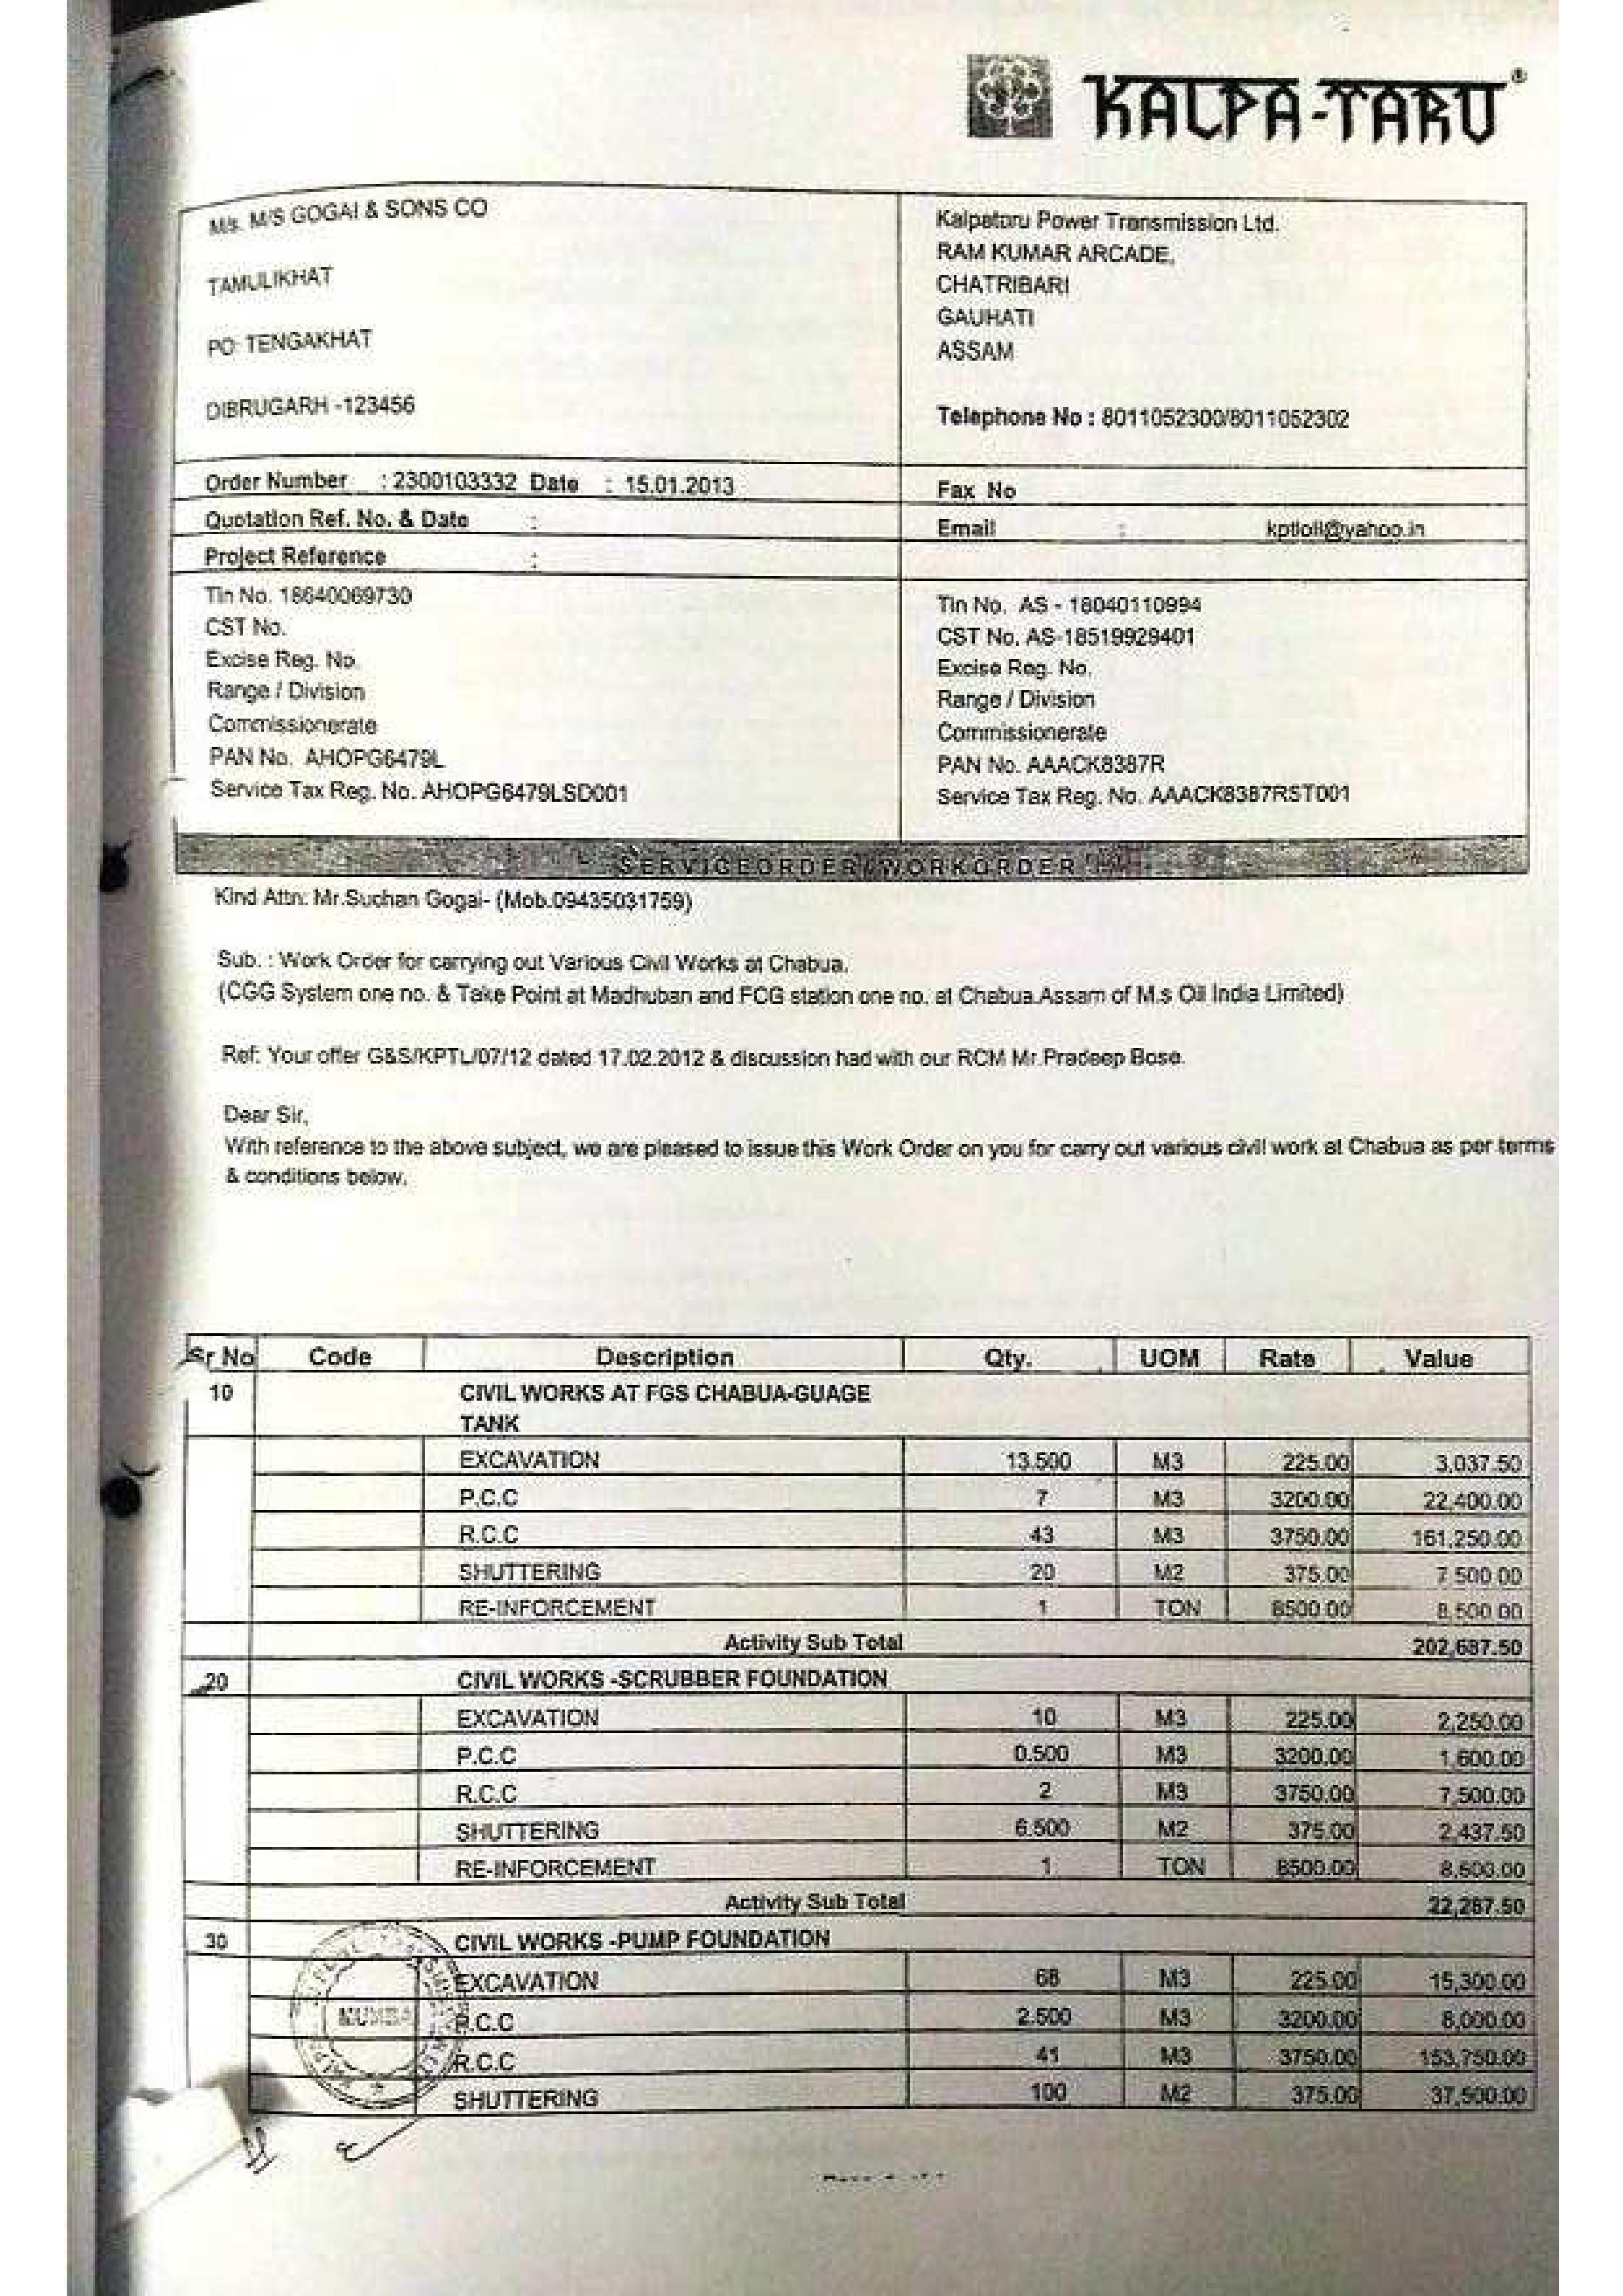 KALPA-TARU®
M/s. M/S GOGAI & SONS CO
TAMULIKHAT
PO TENGAKHAT
DIBRUGARH -123456
Kalpataru Power Transmission Ltd.
RAM KUMAR ARCADE,
CHATRIBARI
GAUHATI
ASSAM
Telephone No : 8011052300/8011052302
Order Number : 2300103332 Date : 15.01.2013
Quotation Ref. No. & Date :
Project Reference :
Fax No
Email : kptloil@yahoo.in
Tin No. 18640069730
CST No.
Excise Reg. No.
Range / Division
Commissionerate
PAN No. AHOPG6479L
Service Tax Reg. No. AHOPG6479LSD001
Tin No. AS - 18040110994
CST No. AS-18519929401
Excise Reg. No.
Range / Division
Commissionerate
PAN No. AAACK8387R
Service Tax Reg. No. AAACK8387RST001
SERVICEORDER/WORKORDER
Kind Attn: Mr.Suchan Gogai- (Mob.09435031759)
Sub. : Work Order for carrying out Various Civil Works at Chabua.
(CGG System one no. & Take Point at Madhuban and FCG station one no. at Chabua.Assam of M.s Oil India Limited)
Ref: Your offer G&S/KPTL/07/12 dated 17.02.2012 & discussion had with our RCM Mr.Pradeep Bose.
Dear Sir,
With reference to the above subject, we are pleased to issue this Work Order on you for carry out various civil work at Chabua as per terms
& conditions below.
Sr No Code Description Qty. UOM Rate Value
10 CIVIL WORKS AT FGS CHABUA-GUAGE
TANK
EXCAVATION 13.500 M3 225.00 3,037.50
P.C.C 7 M3 3200.00 22,400.00
R.C.C 43 M3 3750.00 161,250.00
SHUTTERING 20 M2 375.00 7,500.00
RE-INFORCEMENT 1 TON 8500.00 8,500.00
Activity Sub Total 202,687.50
20 CIVIL WORKS -SCRUBBER FOUNDATION
EXCAVATION 10 M3 225.00 2,250.00
P.C.C 0.500 M3 3200.00 1,600.00
R.C.C 2 M3 3750.00 7,500.00
SHUTTERING 6.500 M2 375.00 2,437.50
RE-INFORCEMENT 1 TON 8500.00 8,500.00
Activity Sub Total 22,287.50
30 CIVIL WORKS -PUMP FOUNDATION
EXCAVATION 68 M3 225.00 15,300.00
P.C.C 2.500 M3 3200.00 8,000.00
R.C.C 41 M3 3750.00 153,750.00
SHUTTERING 100 M2 375.00 37,500.00